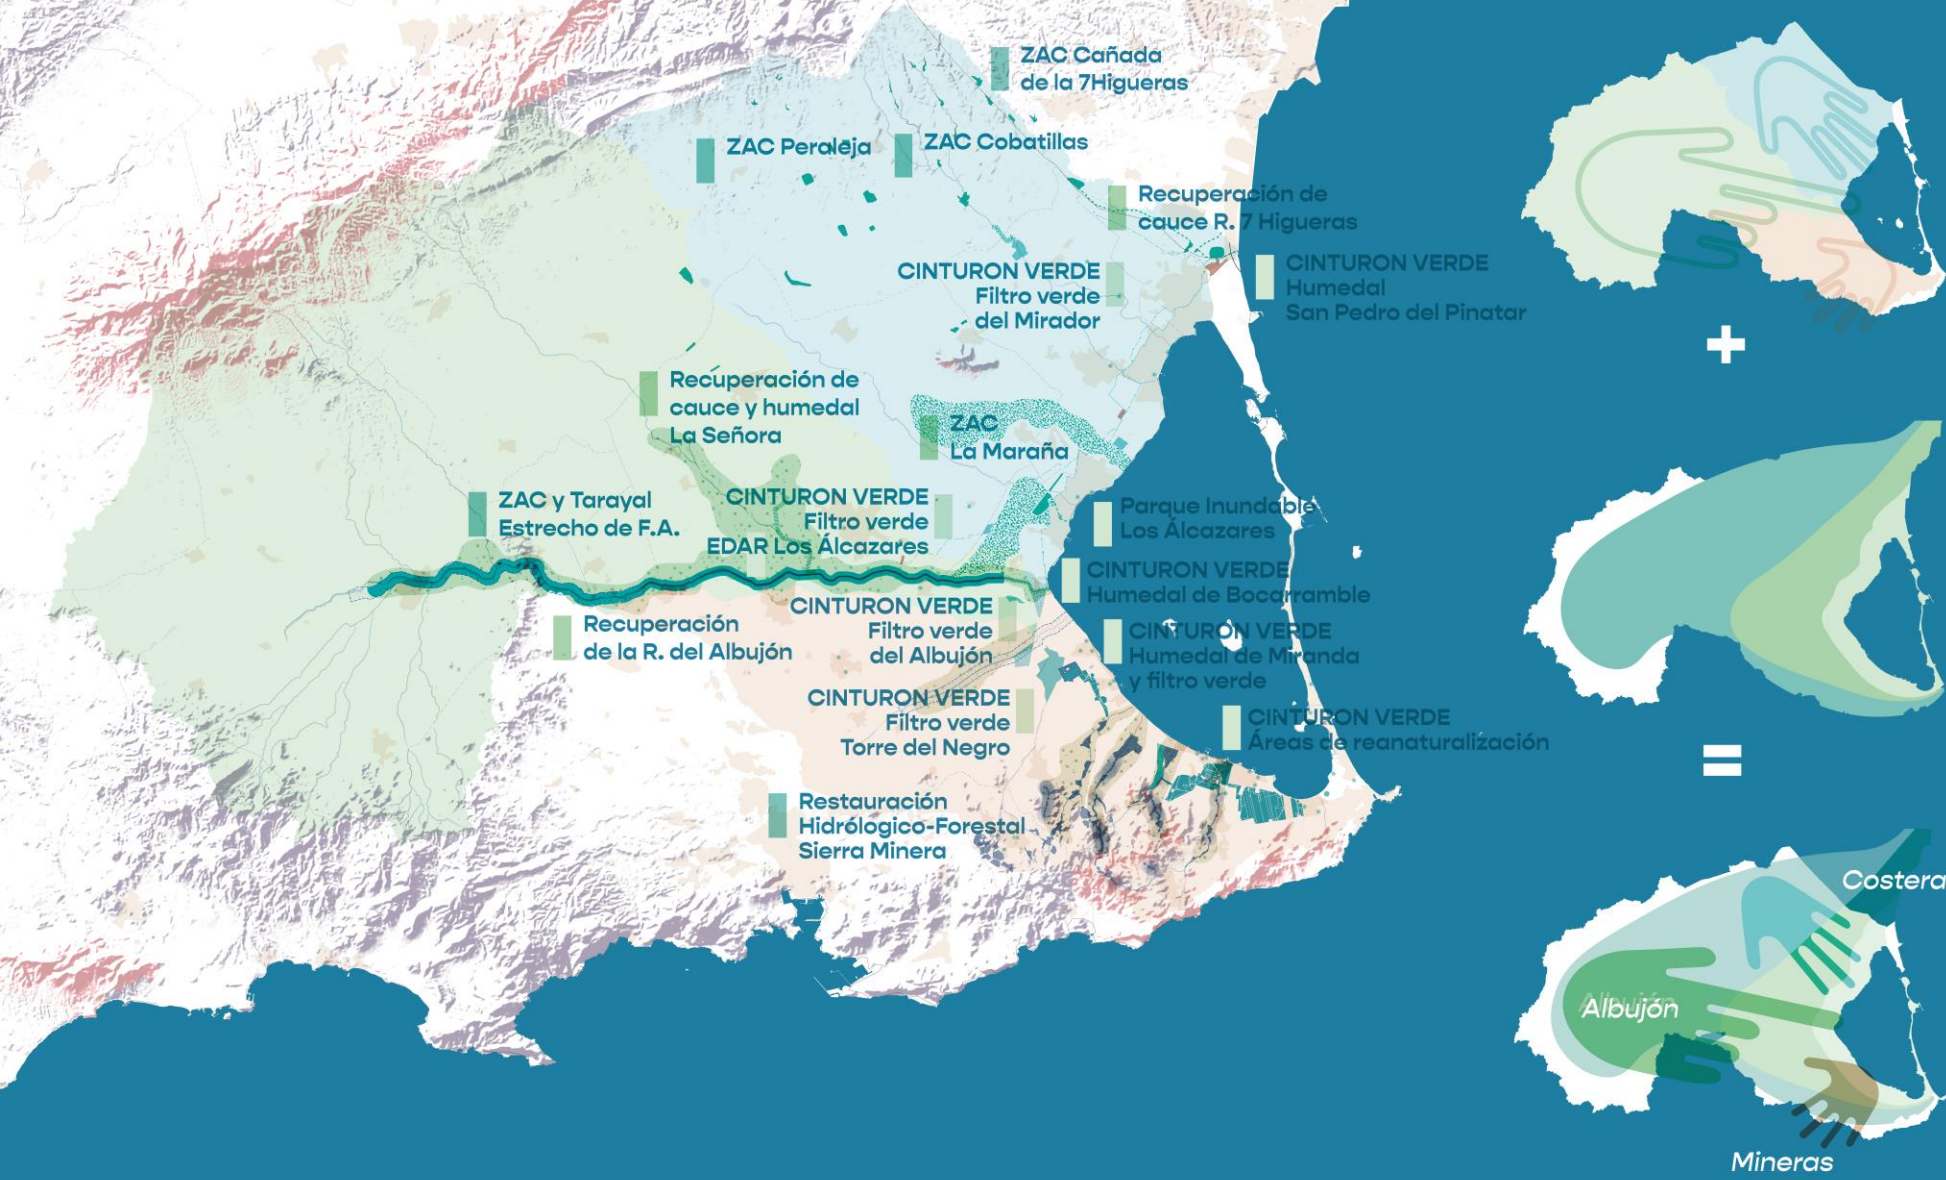 ZAC Cañada
de la 7Higueras
ZAC Peraleja
ZAC Cobatillas
Recuperación de
cauce R. 7 Higueras
CINTURON VERDE
Filtro verde
del Mirador
CINTURON VERDE
Humedal
San Pedro del Pinatar
Recuperación de
cauce y humedal
La Señora
ZAC
La Maraña
ZAC y Tarayal
Estrecho de F.A.
CINTURON VERDE
Filtro verde
EDAR Los Álcazares
Parque Inundable
Los Álcazares
CINTURON VERDE
Humedal de Bocarramble
Recuperación
de la R. del Albujón
CINTURON VERDE
Filtro verde
del Albujón
CINTURON VERDE
Humedal de Miranda
y filtro verde
CINTURON VERDE
Filtro verde
Torre del Negro
CINTURON VERDE
Áreas de reanaturalización
Restauración
Hidrólogico-Forestal
Sierra Minera
+
=
Costera
Albujón
Mineras